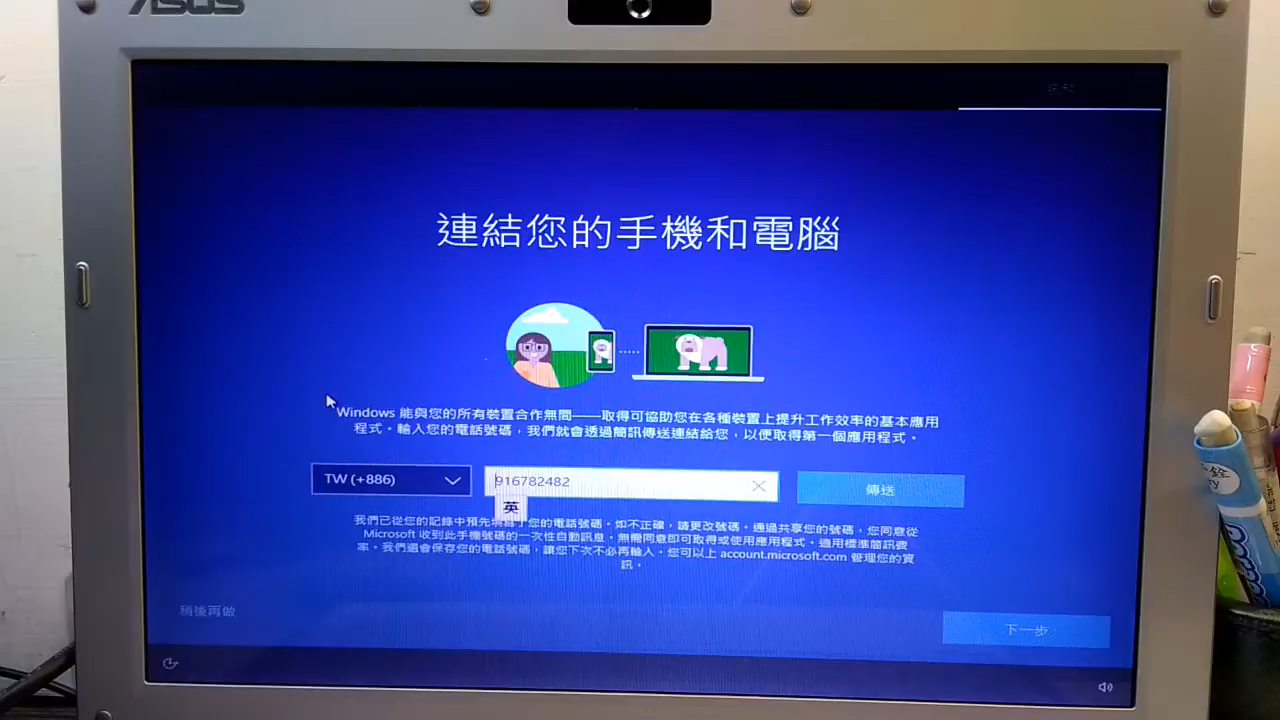 ASUS
連結您的手機和電腦
Windows 能與您的所有裝置合作無間——取得可協助您在各種裝置上提升工作效率的基本應用
程式。輸入您的電話號碼，我們就會透過簡訊傳送連結給您，以便取得第一個應用程式。
TW (+886)
916782482
傳送
英
我們已從您的記錄中預先填寫了您的電話號碼。如不正確，請更改號碼。通過共享您的號碼，您同意從
Microsoft 收到此手機號碼的一次性自動訊息。無需同意即可取得或使用應用程式。適用標準簡訊費
率。我們還會保存您的電話號碼，讓您下次不必再輸入。您可以上 account.microsoft.com 管理您的資
訊。
稍後再做
下一步